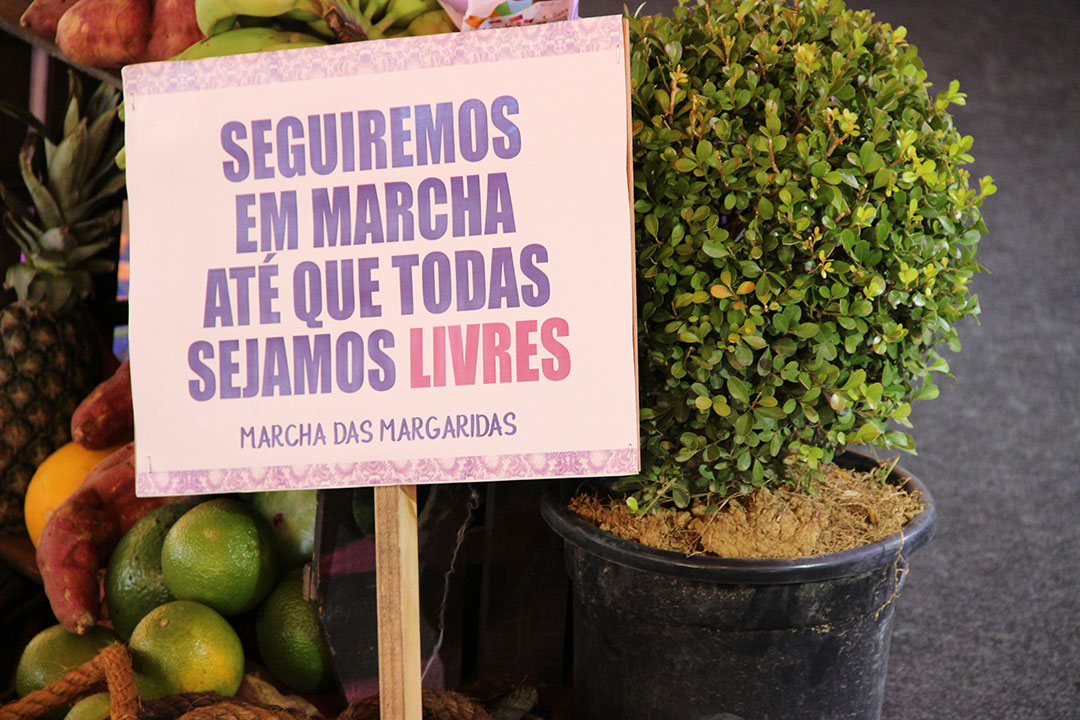 SEGUIREMOS
EM MARCHA
ATÉ QUE TODAS
SEJAMOS LIVRES
MARCHA DAS MARGARIDAS